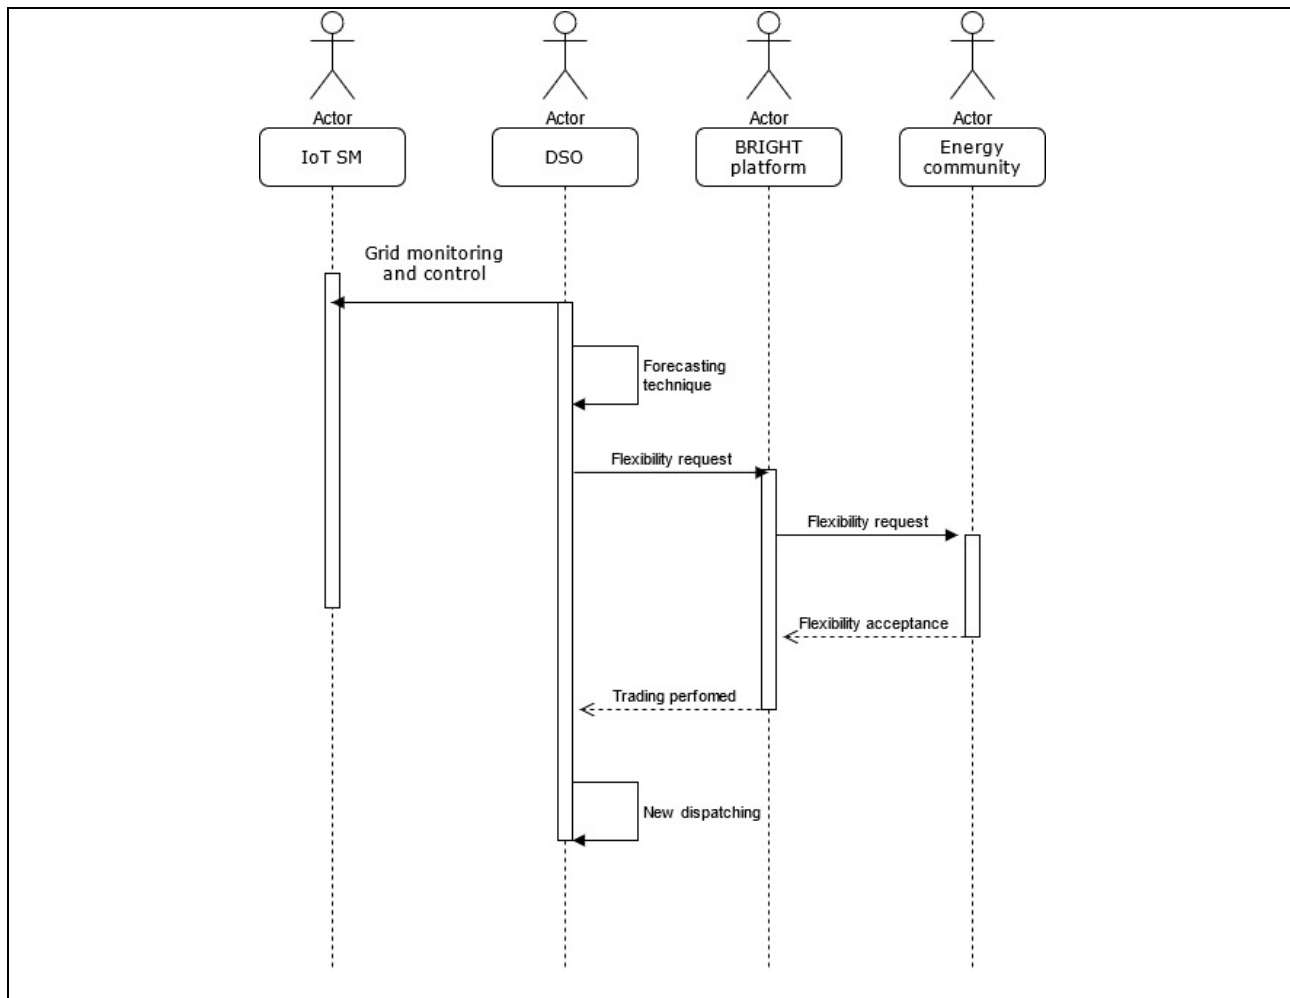 Actor
Actor
Actor
Actor
IoT SM
DSO
BRIGHT
platform
Energy
community
Grid monitoring
and control
Forecasting
technique
Flexibility request
Flexibility request
Flexibility acceptance
Trading perfomed
New dispatching